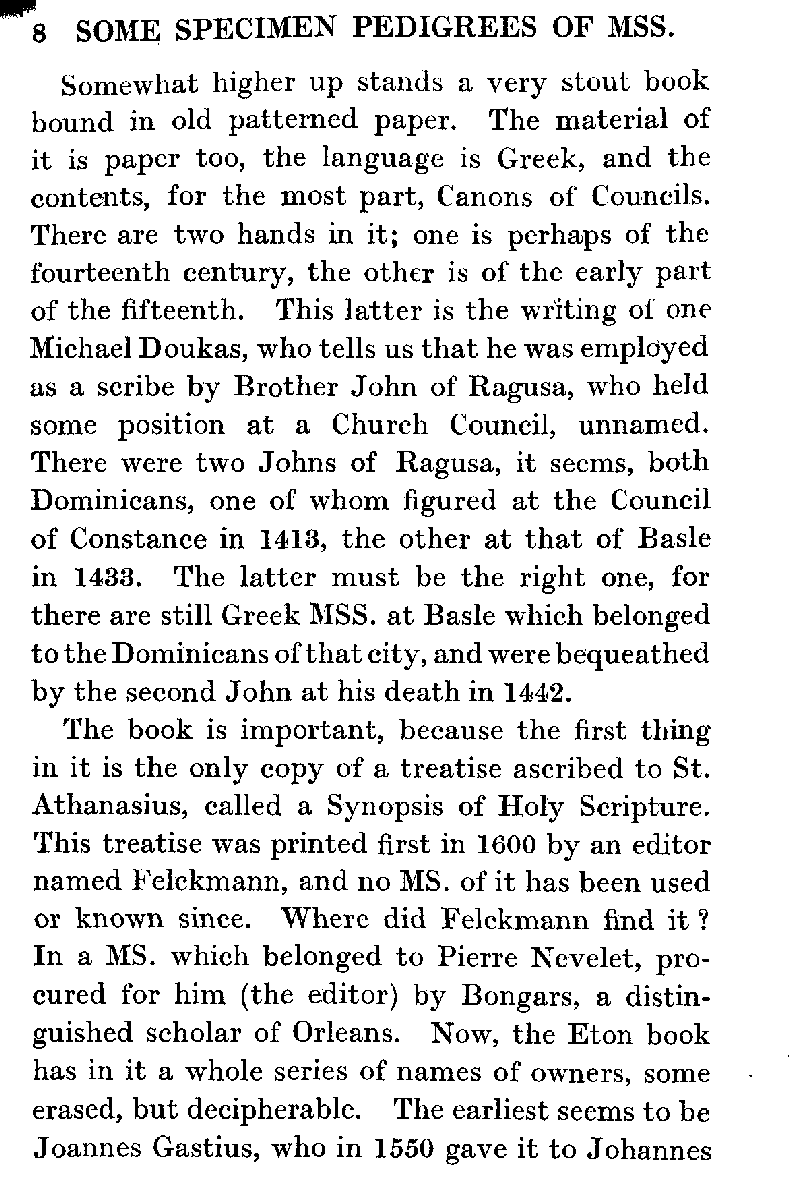 8 SOME SPECIMEN PEDIGREES OF MSS.
Somewhat higher up stands a very stout book
bound in old patterned paper. The material of
it is paper too, the language is Greek, and the
contents, for the most part, Canons of Councils.
There are two hands in it; one is perhaps of the
fourteenth century, the other is of the early part
of the fifteenth. This latter is the writing of one
Michael Doukas, who tells us that he was employed
as a scribe by Brother John of Ragusa, who held
some position at a Church Council, unnamed.
There were two Johns of Ragusa, it seems, both
Dominicans, one of whom figured at the Council
of Constance in 1413, the other at that of Basle
in 1433. The latter must be the right one, for
there are still Greek MSS. at Basle which belonged
to the Dominicans of that city, and were bequeathed
by the second John at his death in 1442.
The book is important, because the first thing
in it is the only copy of a treatise ascribed to St.
Athanasius, called a Synopsis of Holy Scripture.
This treatise was printed first in 1600 by an editor
named Felckmann, and no MS. of it has been used
or known since. Where did Felckmann find it?
In a MS. which belonged to Pierre Nevelet, pro-
cured for him (the editor) by Bongars, a distin-
guished scholar of Orleans. Now, the Eton book
has in it a whole series of names of owners, some
erased, but decipherable. The earliest seems to be
Joannes Gastius, who in 1550 gave it to Johannes